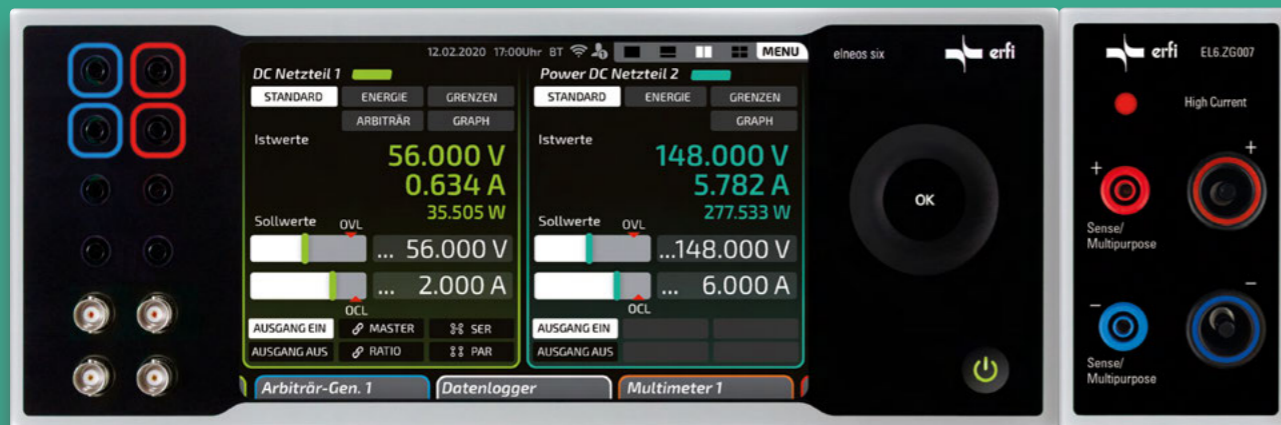 12.02.2020 17:00Uhr BT MENU
DC Netzteil 1
STANDARD ENERGIE GRENZEN
ARBITRÄR GRAPH
Istwerte
56.000 V
0.634 A
35.505 W
Sollwerte OVL
... 56.000 V
... 2.000 A
OCL
AUSGANG EIN MASTER SER
AUSGANG AUS RATIO PAR
Power DC Netzteil 2
STANDARD ENERGIE GRENZEN
GRAPH
Istwerte
148.000 V
5.782 A
277.533 W
Sollwerte OVL
...148.000 V
... 6.000 A
OCL
AUSGANG EIN
AUSGANG AUS
Arbiträr-Gen. 1 Datenlogger Multimeter 1
elneos six erfi
OK
erfi EL6.ZG007
High Current
+ +
Sense/
Multipurpose
− −
Sense/
Multipurpose